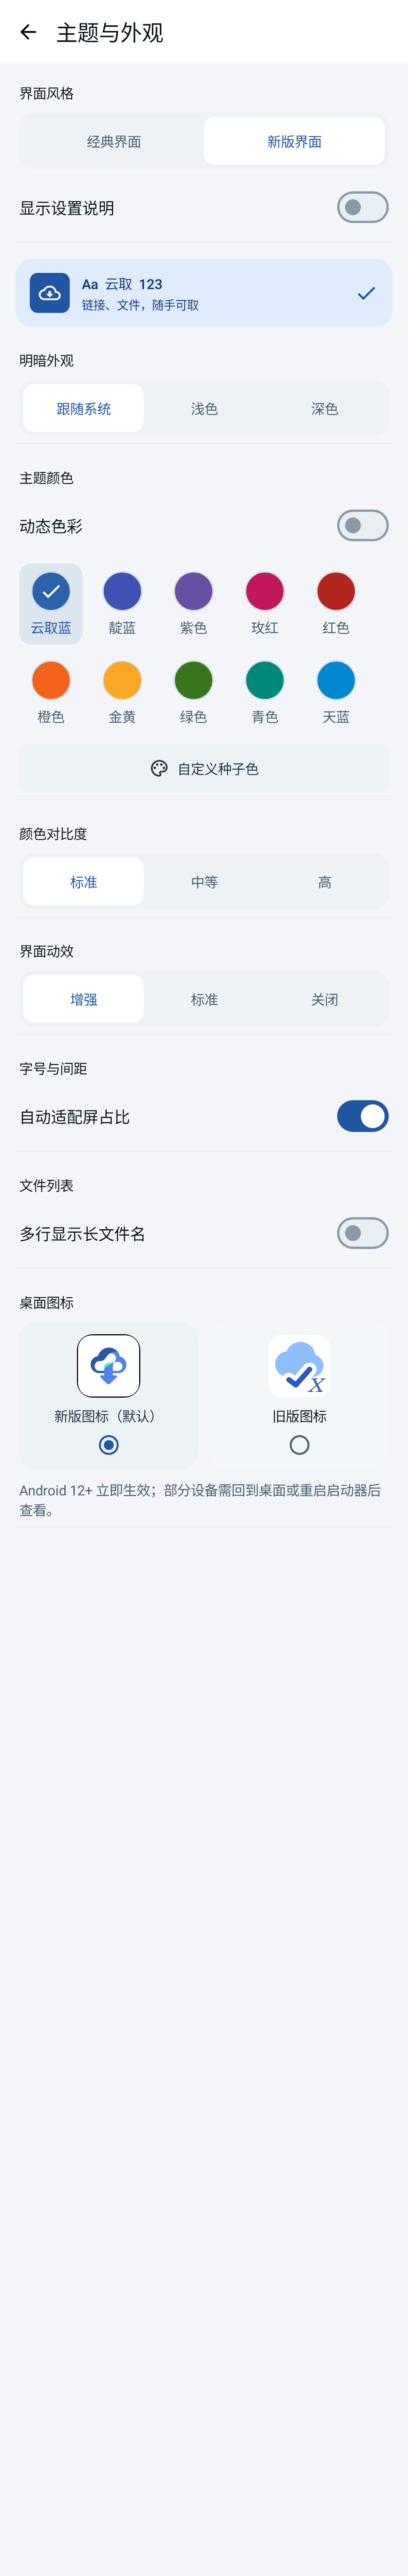 主题与外观
界面风格
经典界面
新版界面
显示设置说明
Aa 云取 123
链接、文件，随手可取
明暗外观
跟随系统
浅色
深色
主题颜色
动态色彩
云取蓝
靛蓝
紫色
玫红
红色
橙色
金黄
绿色
青色
天蓝
自定义种子色
颜色对比度
标准
中等
高
界面动效
增强
标准
关闭
字号与间距
自动适配屏占比
文件列表
多行显示长文件名
桌面图标
X
新版图标（默认）
旧版图标
Android 12+ 立即生效；部分设备需回到桌面或重启启动器后
查看。